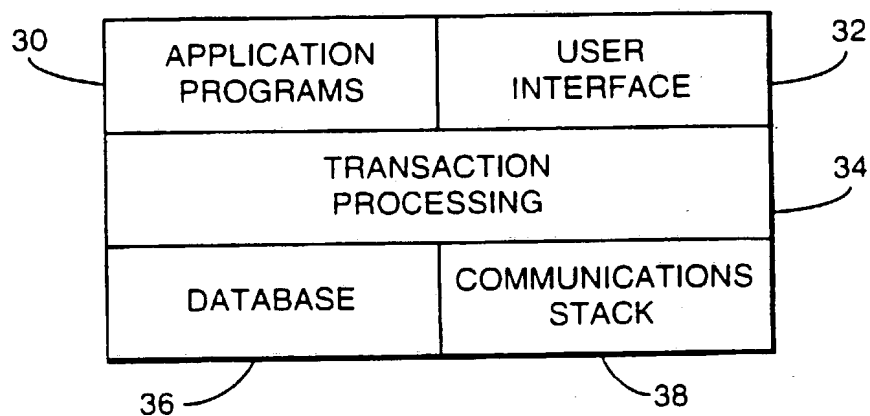 30
APPLICATION
PROGRAMS
USER
INTERFACE
32
TRANSACTION
PROCESSING
34
DATABASE
COMMUNICATIONS
STACK
36
38